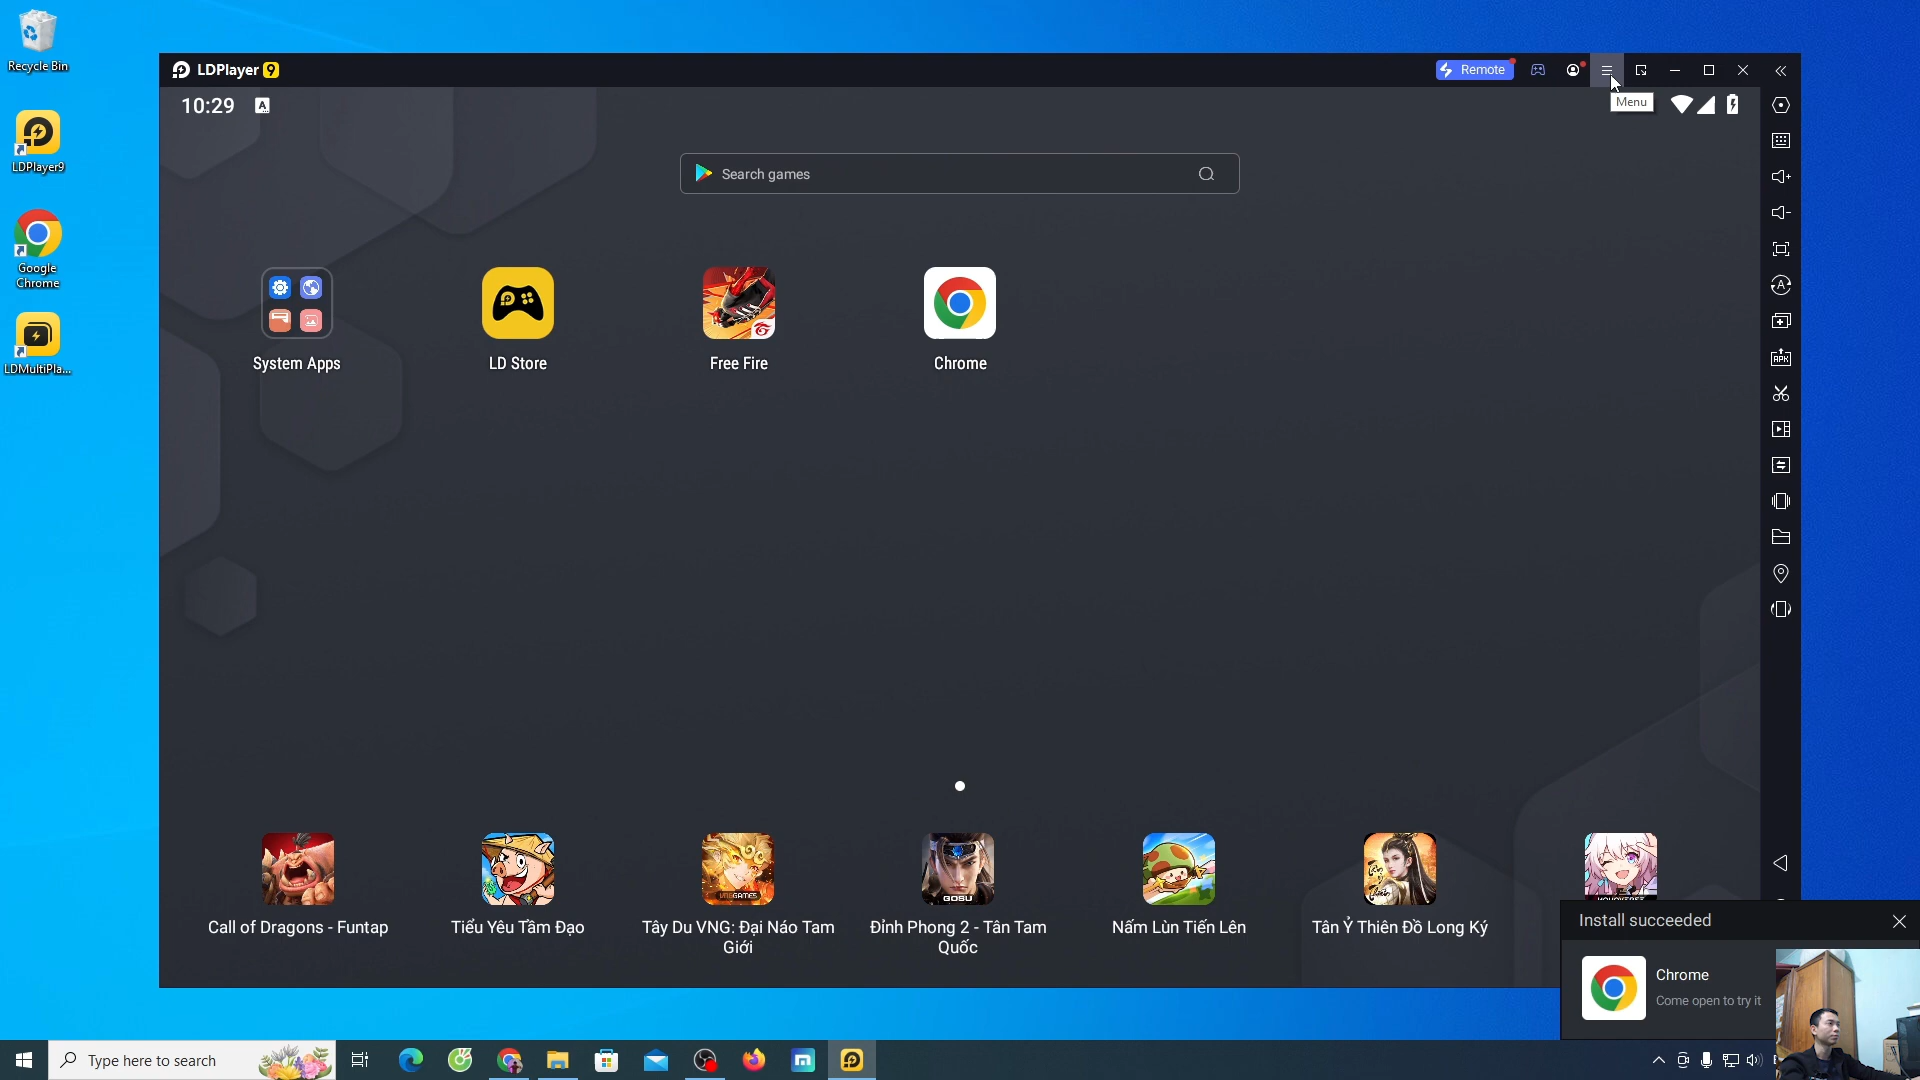 Recycle Bin
LDPlayer9
Google
Chrome
LDMultiPla...
LDPlayer 9
Remote
Menu
10:29
A
Search games
System Apps
LD Store
Free Fire
Chrome
APK
VNGGAMES
GOSU
Call of Dragons - Funtap
Tiểu Yêu Tầm Đạo
Tây Du VNG: Đại Náo Tam
Giới
Đỉnh Phong 2 - Tân Tam
Quốc
Nấm Lùn Tiến Lên
Tân Ỷ Thiên Đồ Long Ký
Install succeeded
Chrome
Come open to try it
Type here to search